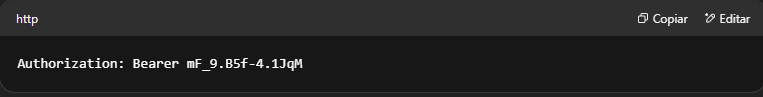 http Copiar Editar
Authorization: Bearer mF_9.B5f-4.1JqM